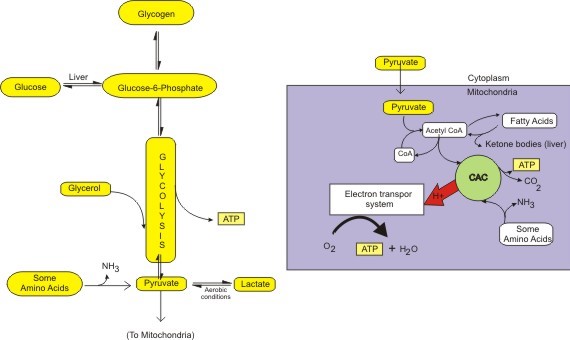 Glycogen
Liver
Glucose
Glucose-6-Phosphate
GLYCOLYSIS
Glycerol
ATP
NH3
Some
Amino Acids
Pyruvate
Lactate
Aerobic
conditions
(To Mitochondria)
Pyruvate
Cytoplasm
Mitochondria
Pyruvate
Fatty Acids
Acetyl CoA
Ketone bodies (liver)
CoA
ATP
CAC
CO2
H+
Electron transpor
system
NH3
Some
Amino Acids
O2
ATP + H2O